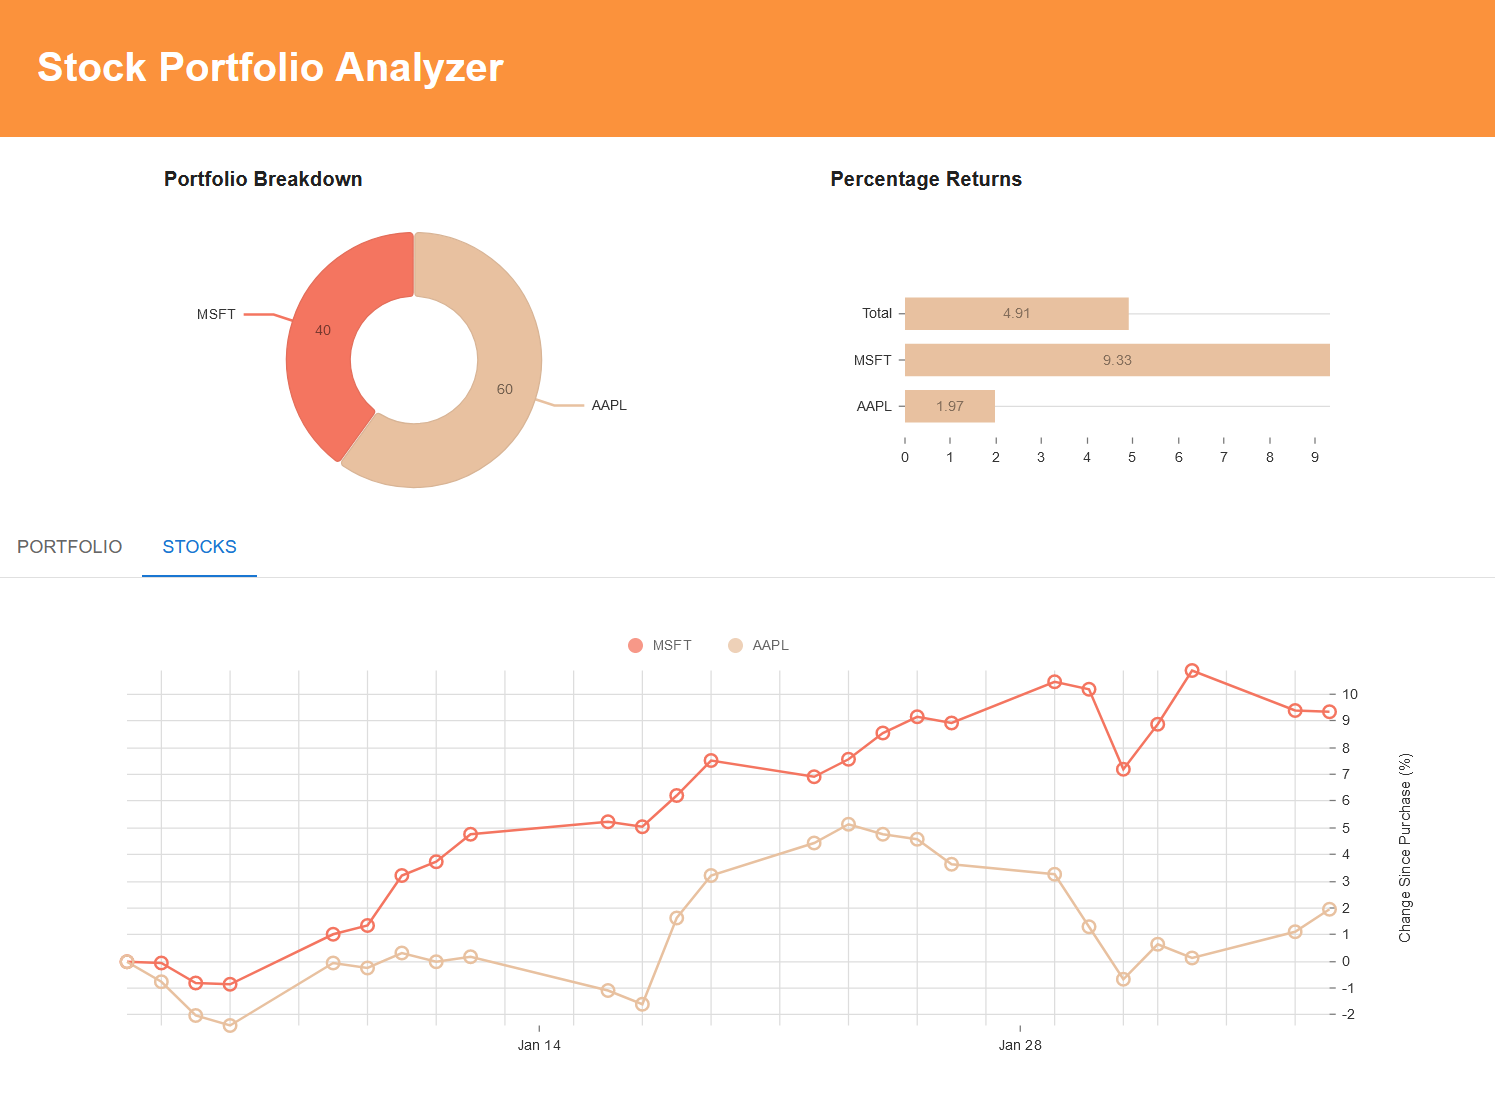 Stock Portfolio Analyzer
Portfolio Breakdown
MSFT
40
60
AAPL
Percentage Returns
Total
4.91
MSFT
9.33
AAPL
1.97
0 1 2 3 4 5 6 7 8 9
PORTFOLIO STOCKS
MSFT AAPL
10
9
8
7
6
5
4
3
2
1
0
-1
-2
Change Since Purchase (%)
Jan 14 Jan 28